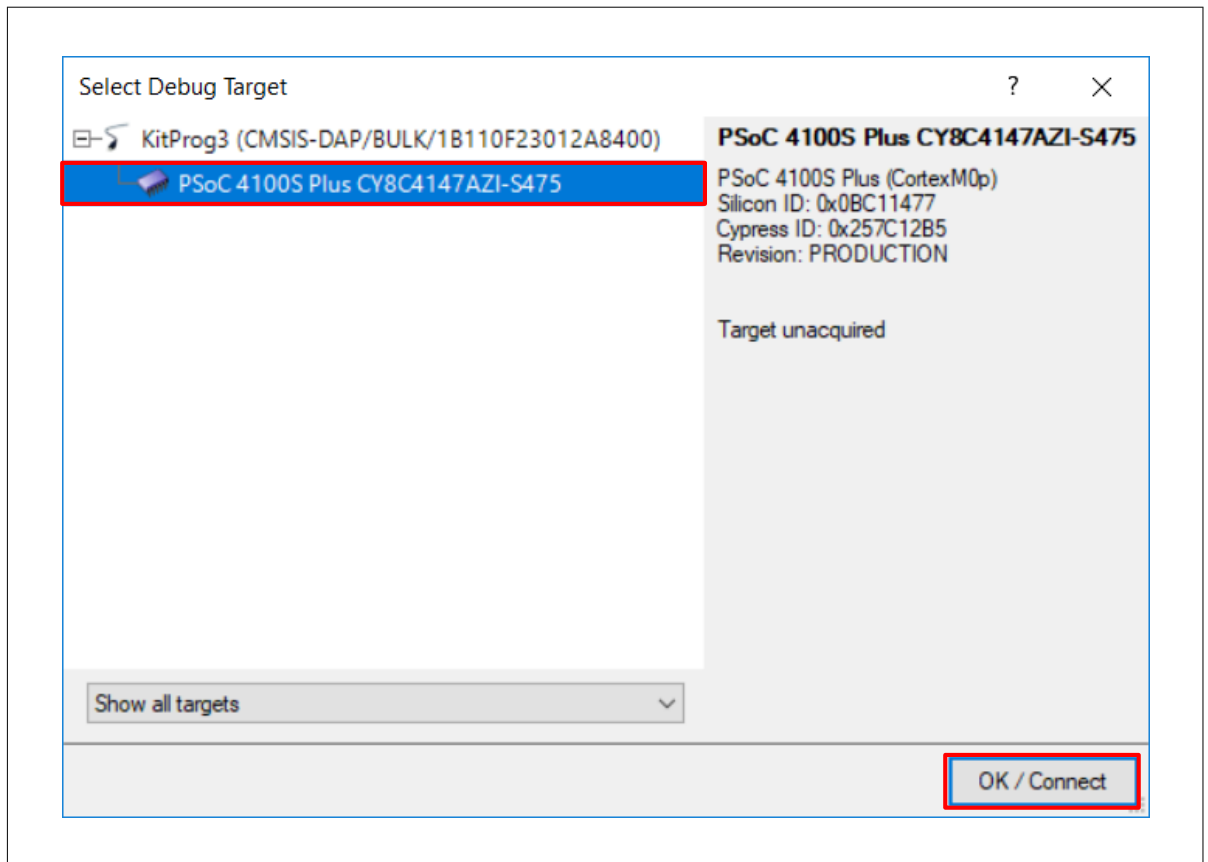 Select Debug Target
?
KitProg3 (CMSIS-DAP/BULK/1B110F23012A8400)
PSoC 4100S Plus CY8C4147AZI-S475
PSoC 4100S Plus CY8C4147AZI-S475
PSoC 4100S Plus (CortexM0p)
Silicon ID: 0x0BC11477
Cypress ID: 0x257C12B5
Revision: PRODUCTION
Target unacquired
Show all targets
OK / Connect